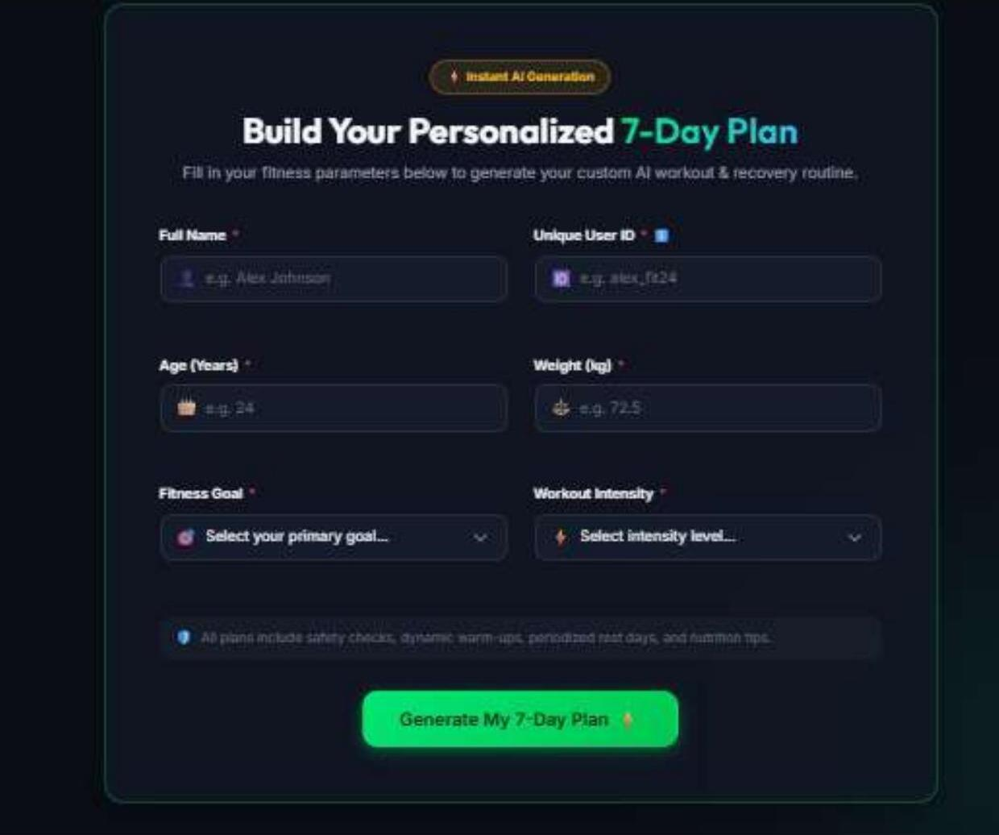 Instant AI Generation
Build Your Personalized 7-Day Plan
Fill in your fitness parameters below to generate your custom AI workout & recovery routine.
Full Name *
Unique User ID *
e.g. Alex Johnson
e.g. alex_fit24
Age (Years) *
Weight (kg) *
e.g. 24
e.g. 72.5
Fitness Goal *
Workout Intensity *
Select your primary goal...
Select intensity level...
All plans include safety checks, dynamic warm-ups, periodized rest days, and nutrition tips.
Generate My 7-Day Plan